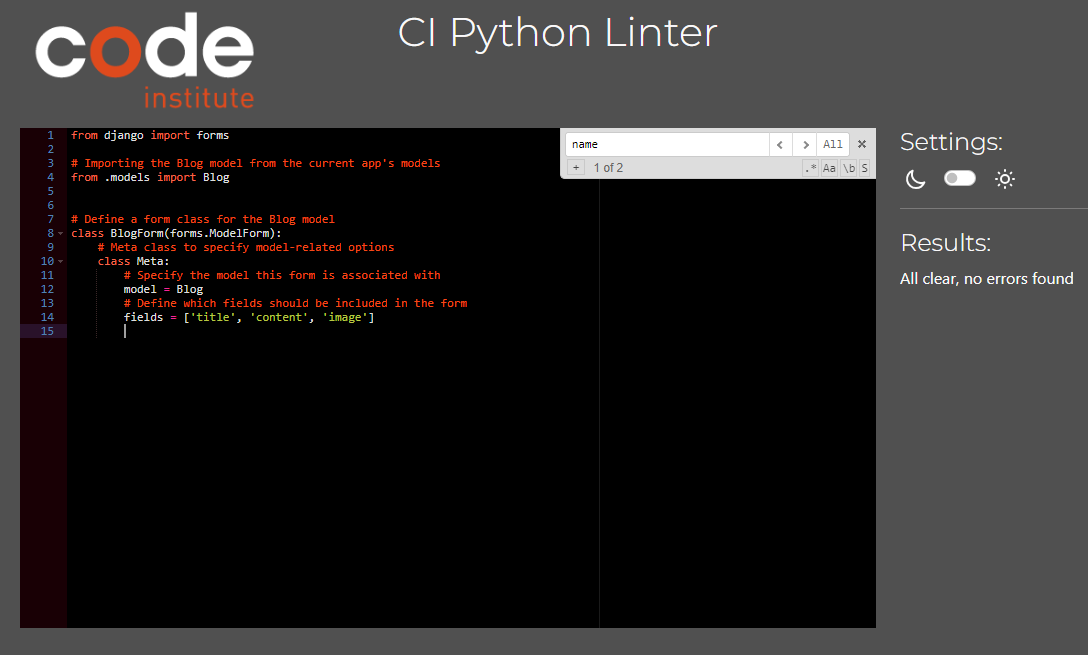 code
institute
CI Python Linter
1 from django import forms
2
3 # Importing the Blog model from the current app's models
4 from .models import Blog
5
6
7 # Define a form class for the Blog model
8 class BlogForm(forms.ModelForm):
9     # Meta class to specify model-related options
10     class Meta:
11         # Specify the model this form is associated with
12         model = Blog
13         # Define which fields should be included in the form
14         fields = ['title', 'content', 'image']
15
name < > All ×
+ 1 of 2 .* Aa \b S
Settings:
Results:
All clear, no errors found